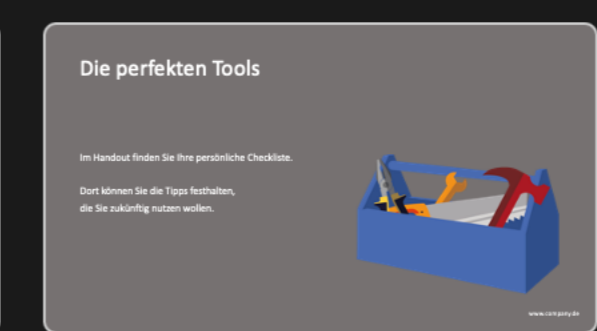 Die perfekten Tools
Im Handout finden Sie Ihre persönliche Checkliste.
Dort können Sie die Tipps festhalten,
die Sie zukünftig nutzen wollen.
www.company.de